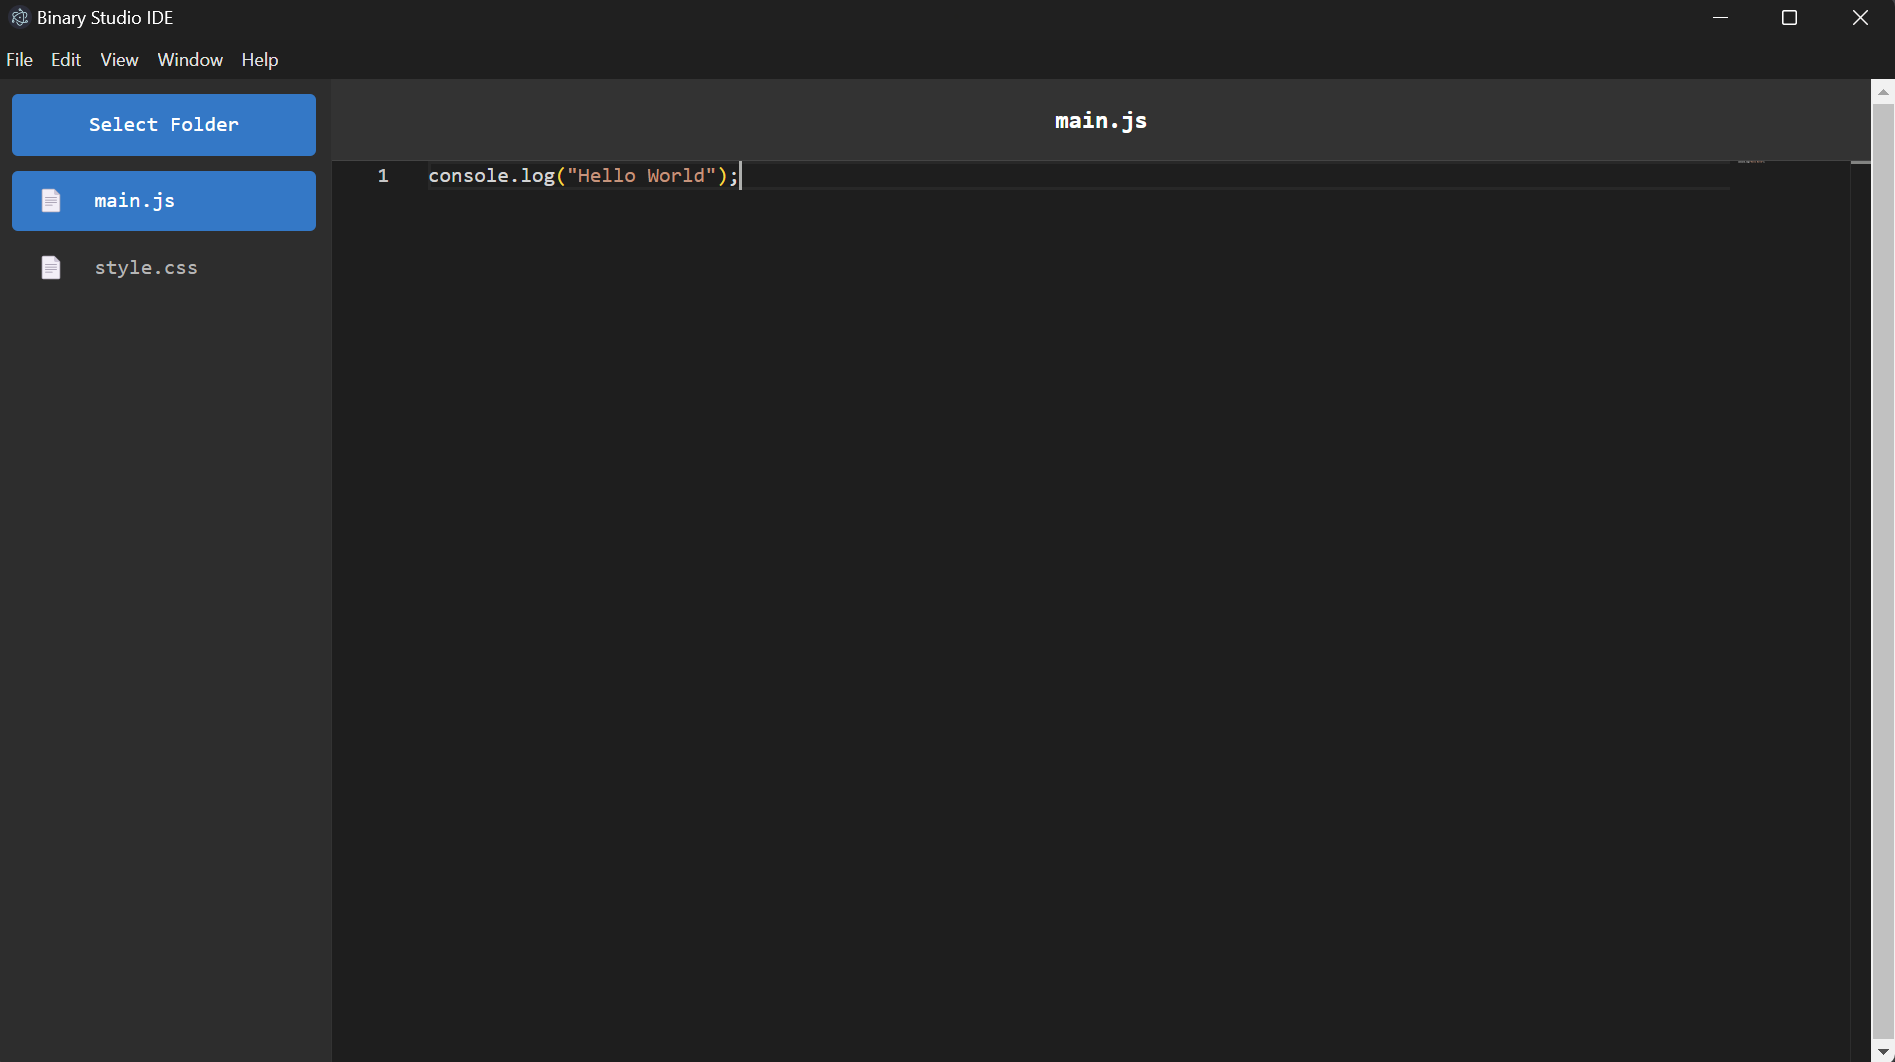 Binary Studio IDE
File Edit View Window Help
Select Folder
main.js
style.css
main.js
1 console.log("Hello World");